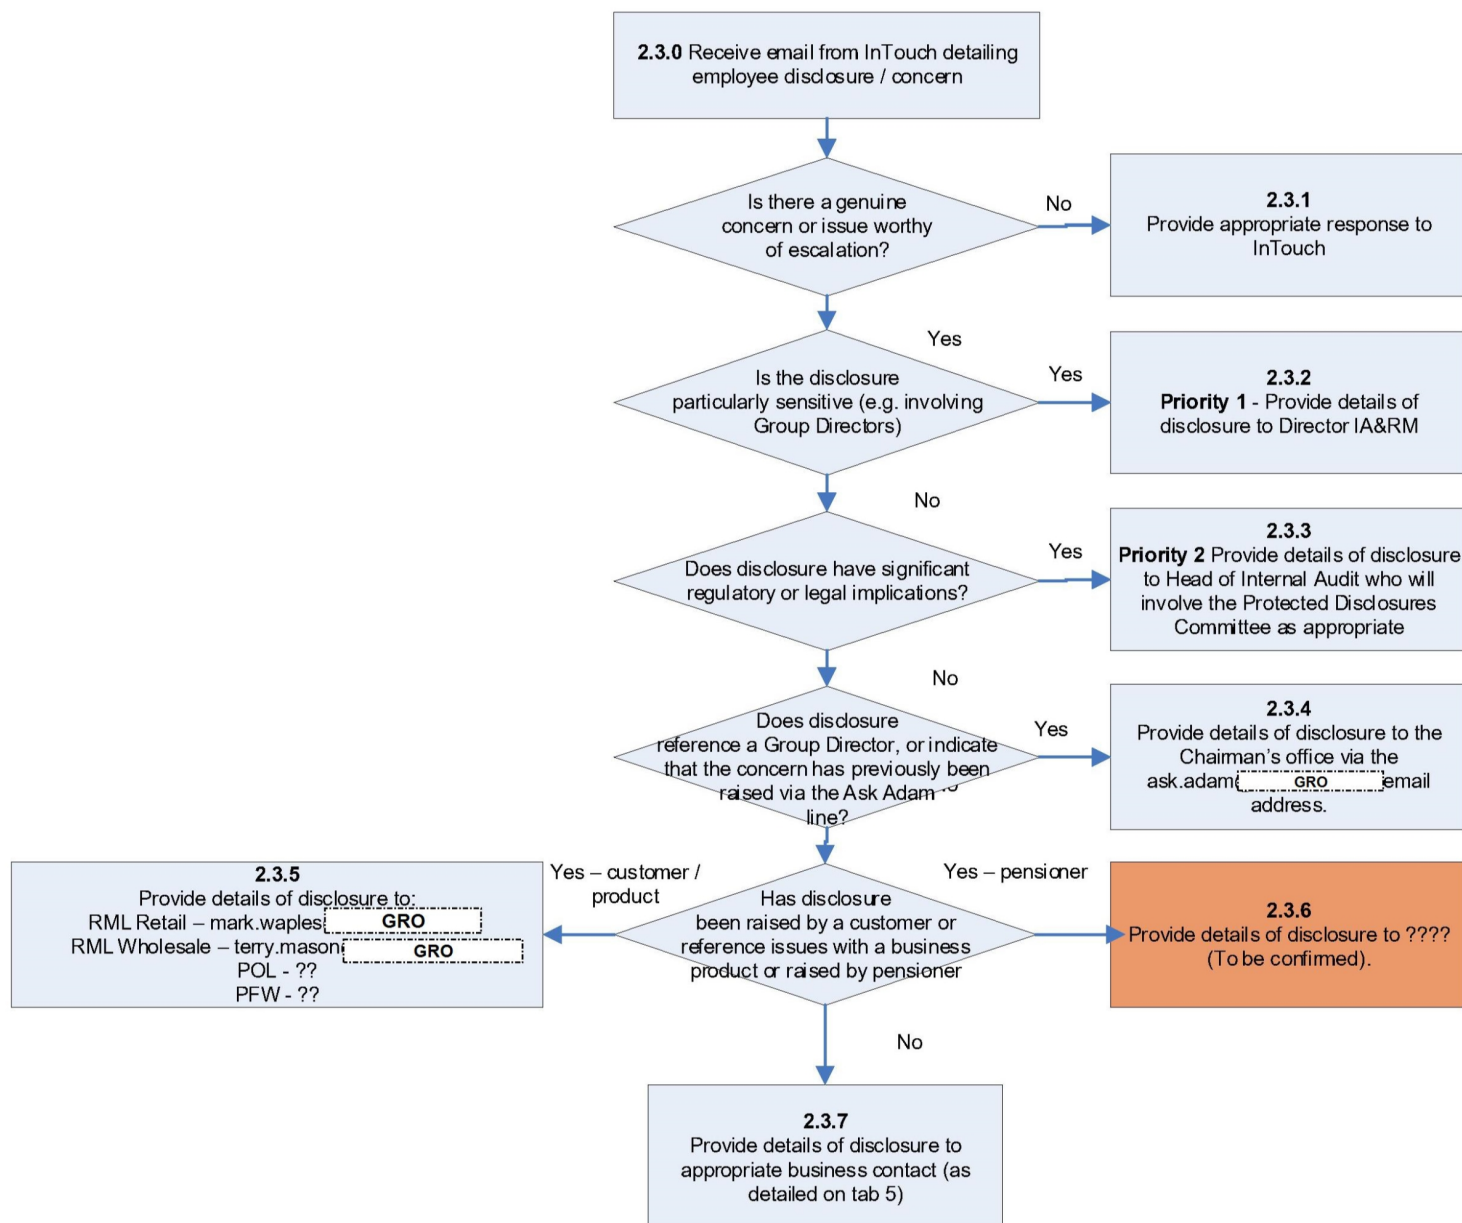 2.3.0 Receive email from InTouch detailing
employee disclosure / concern
Is there a genuine
concern or issue worthy
of escalation?
No
2.3.1
Provide appropriate response to
InTouch
Yes
Is the disclosure
particularly sensitive (e.g. involving
Group Directors)
Yes
2.3.2
Priority 1 - Provide details of
disclosure to Director IA&RM
No
Does disclosure have significant
regulatory or legal implications?
Yes
2.3.3
Priority 2 Provide details of disclosure
to Head of Internal Audit who will
involve the Protected Disclosures
Committee as appropriate
No
Does disclosure
reference a Group Director, or indicate
that the concern has previously been
raised via the Ask Adam
line?
Yes
2.3.4
Provide details of disclosure to the
Chairman's office via the
ask.adam GRO email
address.
2.3.5
Provide details of disclosure to:
RML Retail – mark.waples GRO
RML Wholesale – terry.mason GRO
POL - ??
PFW - ??
Yes – customer /
product
Has disclosure
been raised by a customer or
reference issues with a business
product or raised by pensioner
Yes – pensioner
2.3.6
Provide details of disclosure to ????
(To be confirmed).
No
2.3.7
Provide details of disclosure to
appropriate business contact (as
detailed on tab 5)